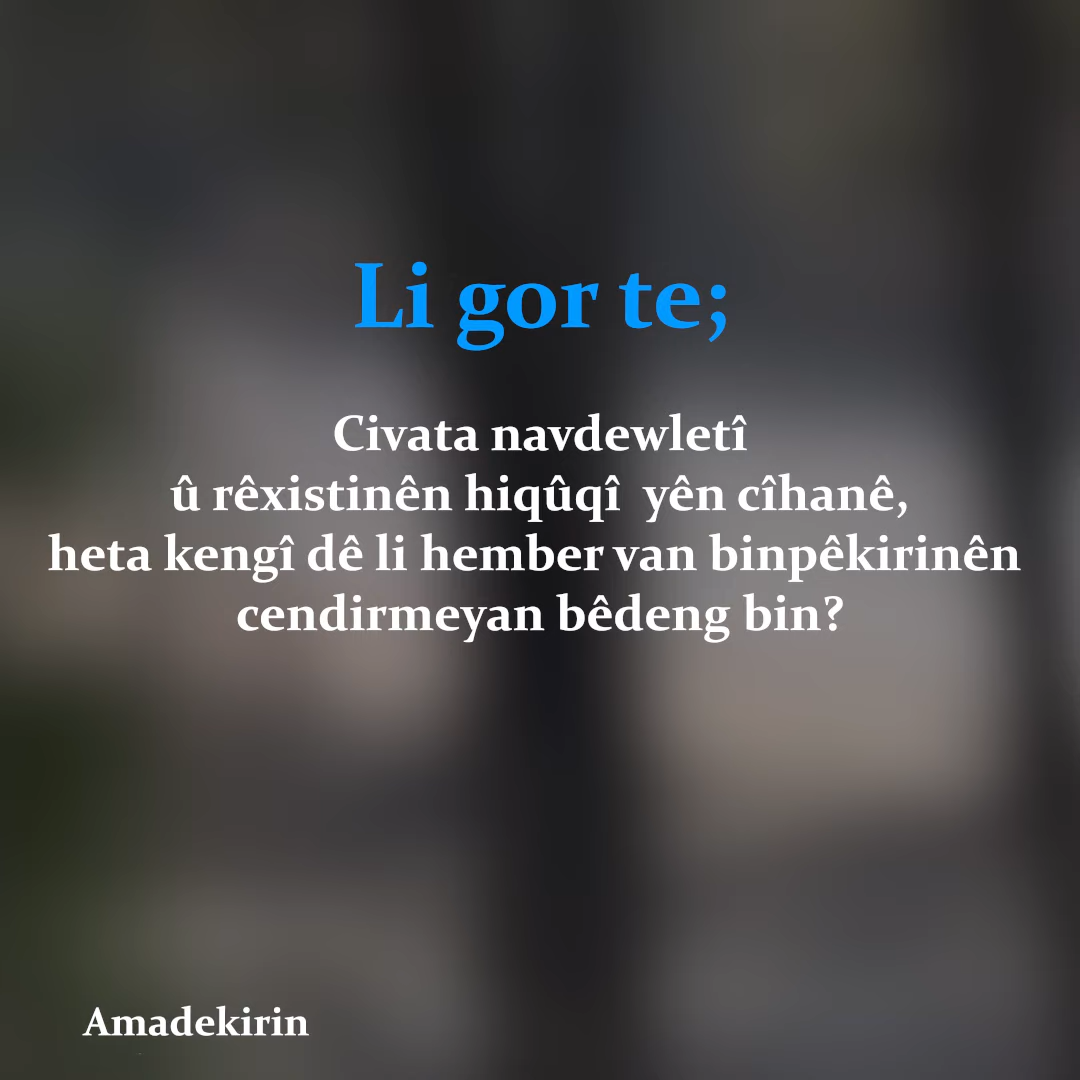 Li gor te;
Civata navdewletî
û rêxistinên hiqûqî yên cîhanê,
heta kengî dê li hember van binpêkirinên
cendirmeyan bêdeng bin?
Amadekirin